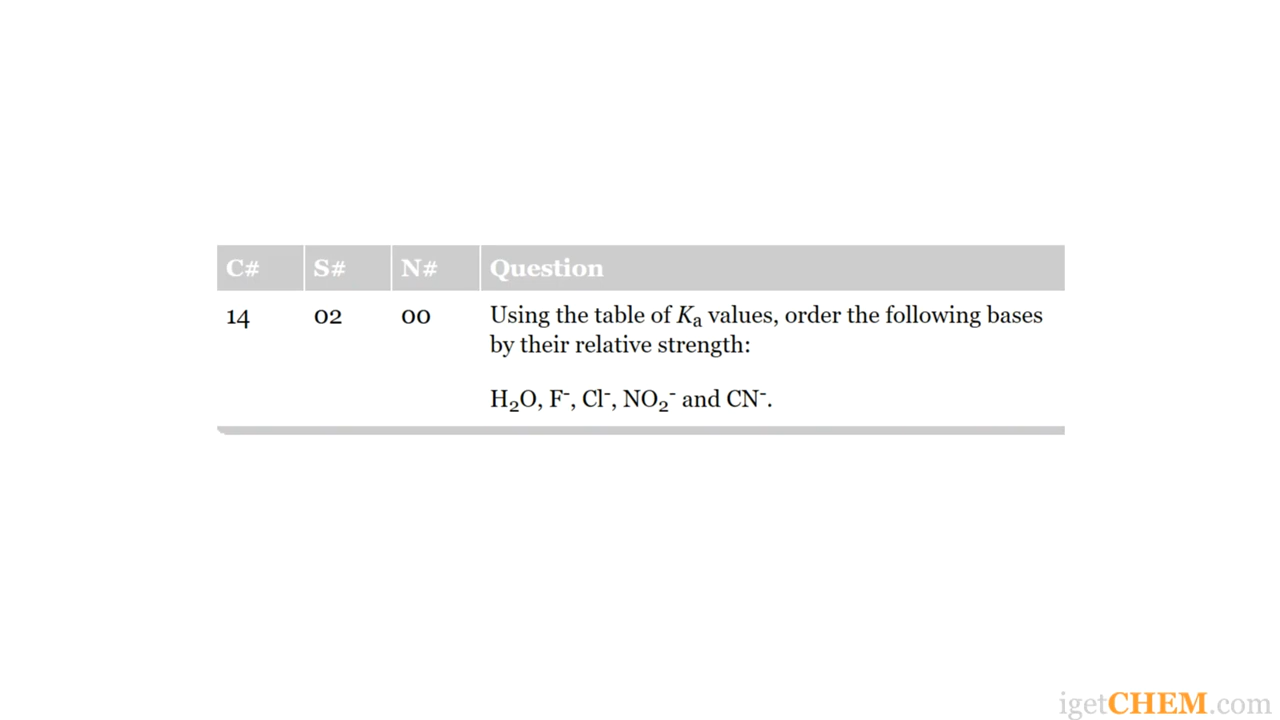 C# S# N# Question
14 02 00 Using the table of Kₐ values, order the following bases
by their relative strength:
H₂O, F⁻, Cl⁻, NO₂⁻ and CN⁻.
igetCHEM.com